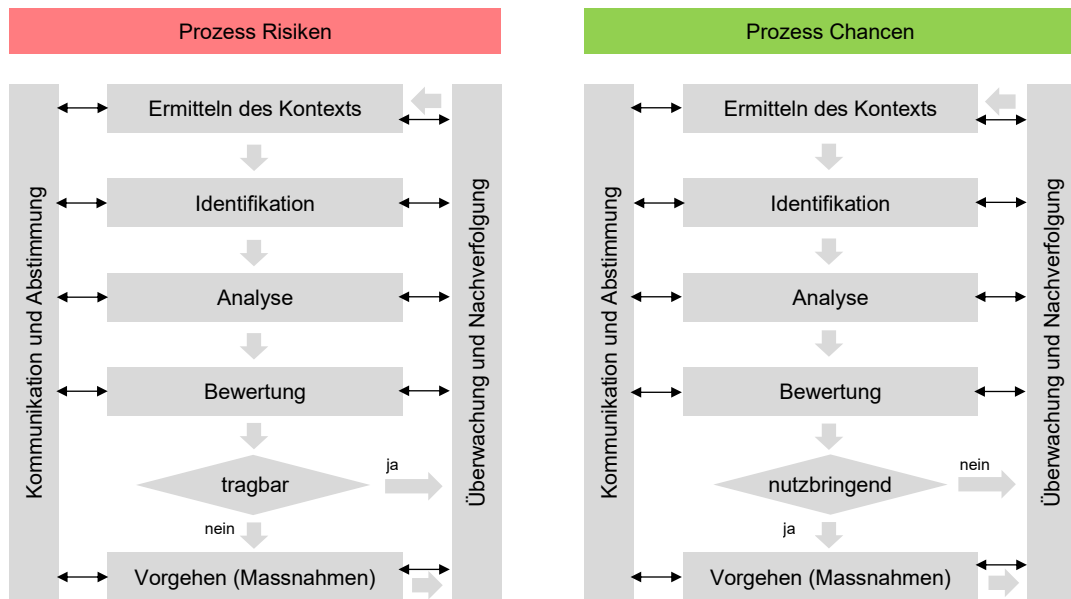 Prozess Risiken
Kommunikation und Abstimmung
Ermitteln des Kontexts
Identifikation
Analyse
Bewertung
tragbar
ja
nein
Vorgehen (Massnahmen)
Überwachung und Nachverfolgung
Prozess Chancen
Kommunikation und Abstimmung
Ermitteln des Kontexts
Identifikation
Analyse
Bewertung
nutzbringend
nein
ja
Vorgehen (Massnahmen)
Überwachung und Nachverfolgung